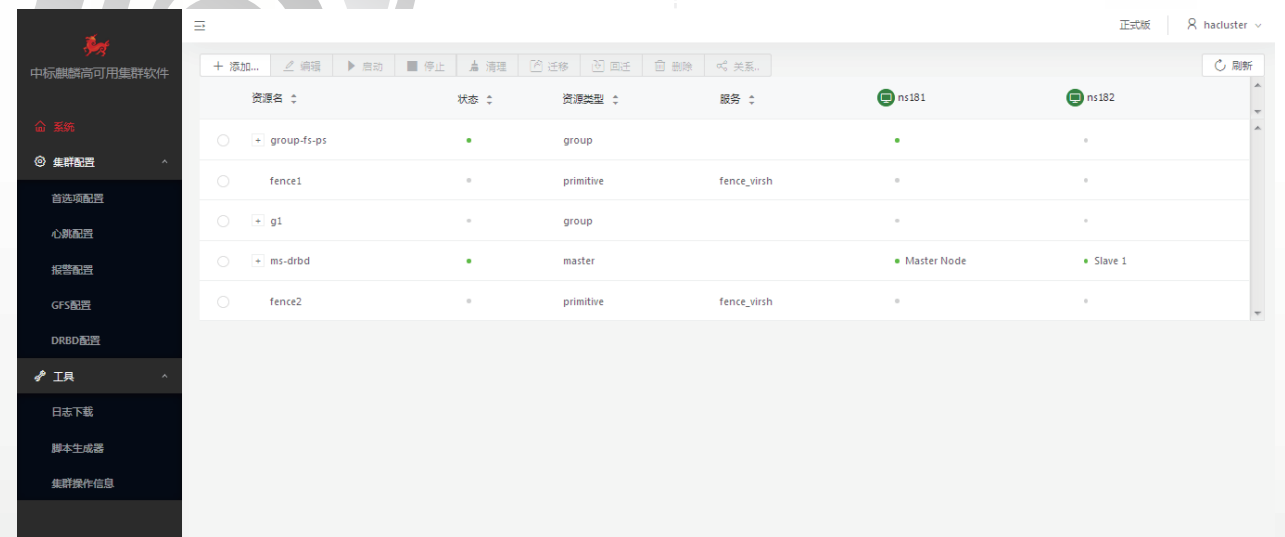 正式版 hacluster
中标麒麟高可用集群软件
添加... 编辑 启动 停止 清理 迁移 回迁 删除 关系.. 刷新
资源名 状态 资源类型 服务 ns181 ns182
系统
group-fs-ps group
集群配置
fence1 primitive fence_virsh
首选项配置
g1 group
心跳配置
ms-drbd master Master Node Slave 1
报警配置
fence2 primitive fence_virsh
GFS配置
DRBD配置
工具
日志下载
脚本生成器
集群操作信息